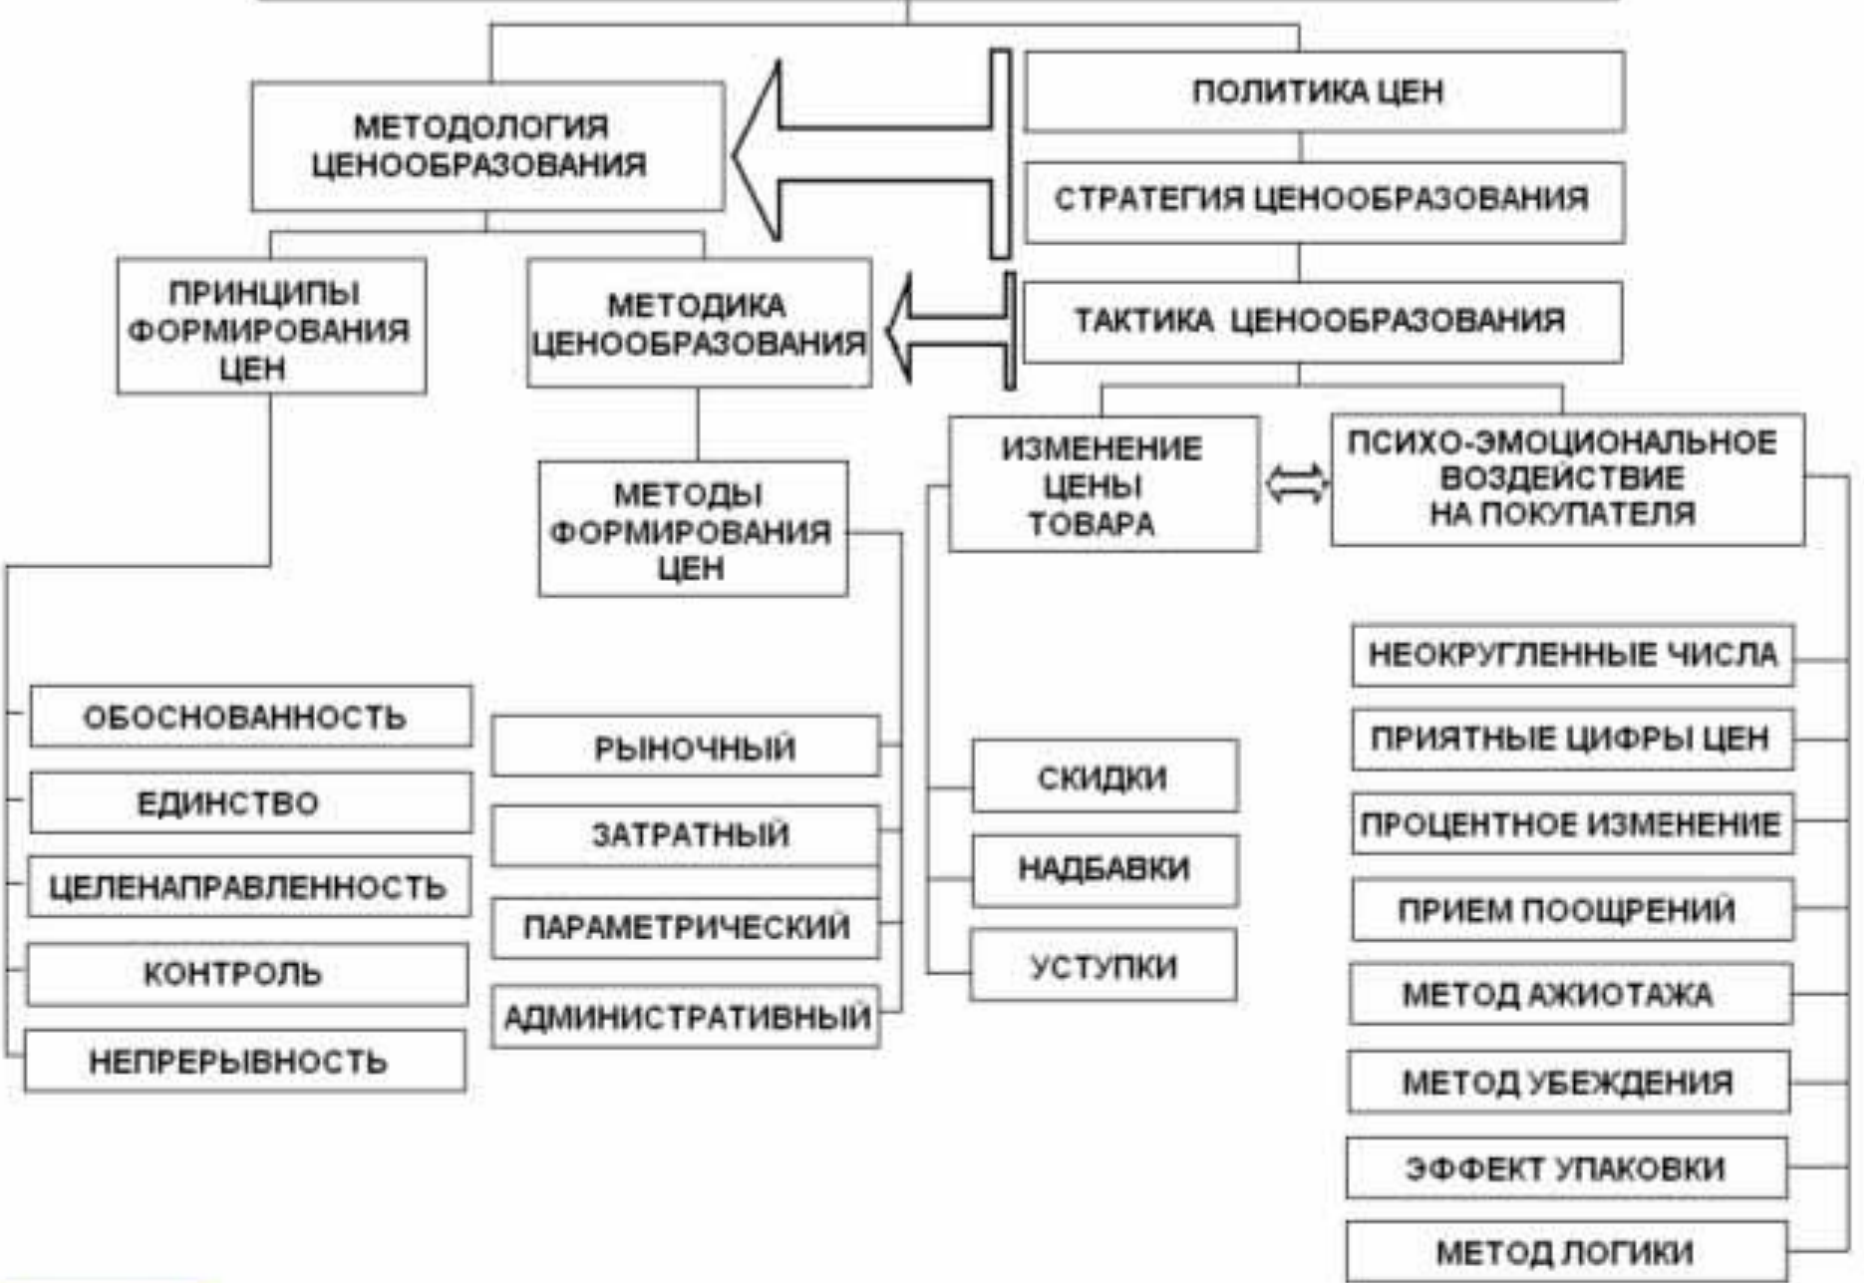 ПОЛИТИКА ЦЕН
МЕТОДОЛОГИЯ
ЦЕНООБРАЗОВАНИЯ
СТРАТЕГИЯ ЦЕНООБРАЗОВАНИЯ
ПРИНЦИПЫ
ФОРМИРОВАНИЯ
ЦЕН
МЕТОДИКА
ЦЕНООБРАЗОВАНИЯ
ТАКТИКА ЦЕНООБРАЗОВАНИЯ
МЕТОДЫ
ФОРМИРОВАНИЯ
ЦЕН
ИЗМЕНЕНИЕ
ЦЕНЫ
ТОВАРА
ПСИХО-ЭМОЦИОНАЛЬНОЕ
ВОЗДЕЙСТВИЕ
НА ПОКУПАТЕЛЯ
ОБОСНОВАННОСТЬ
ЕДИНСТВО
ЦЕЛЕНАПРАВЛЕННОСТЬ
КОНТРОЛЬ
НЕПРЕРЫВНОСТЬ
РЫНОЧНЫЙ
ЗАТРАТНЫЙ
ПАРАМЕТРИЧЕСКИЙ
АДМИНИСТРАТИВНЫЙ
СКИДКИ
НАДБАВКИ
УСТУПКИ
НЕОКРУГЛЕННЫЕ ЧИСЛА
ПРИЯТНЫЕ ЦИФРЫ ЦЕН
ПРОЦЕНТНОЕ ИЗМЕНЕНИЕ
ПРИЕМ ПООЩРЕНИЙ
МЕТОД АЖИОТАЖА
МЕТОД УБЕЖДЕНИЯ
ЭФФЕКТ УПАКОВКИ
МЕТОД ЛОГИКИ